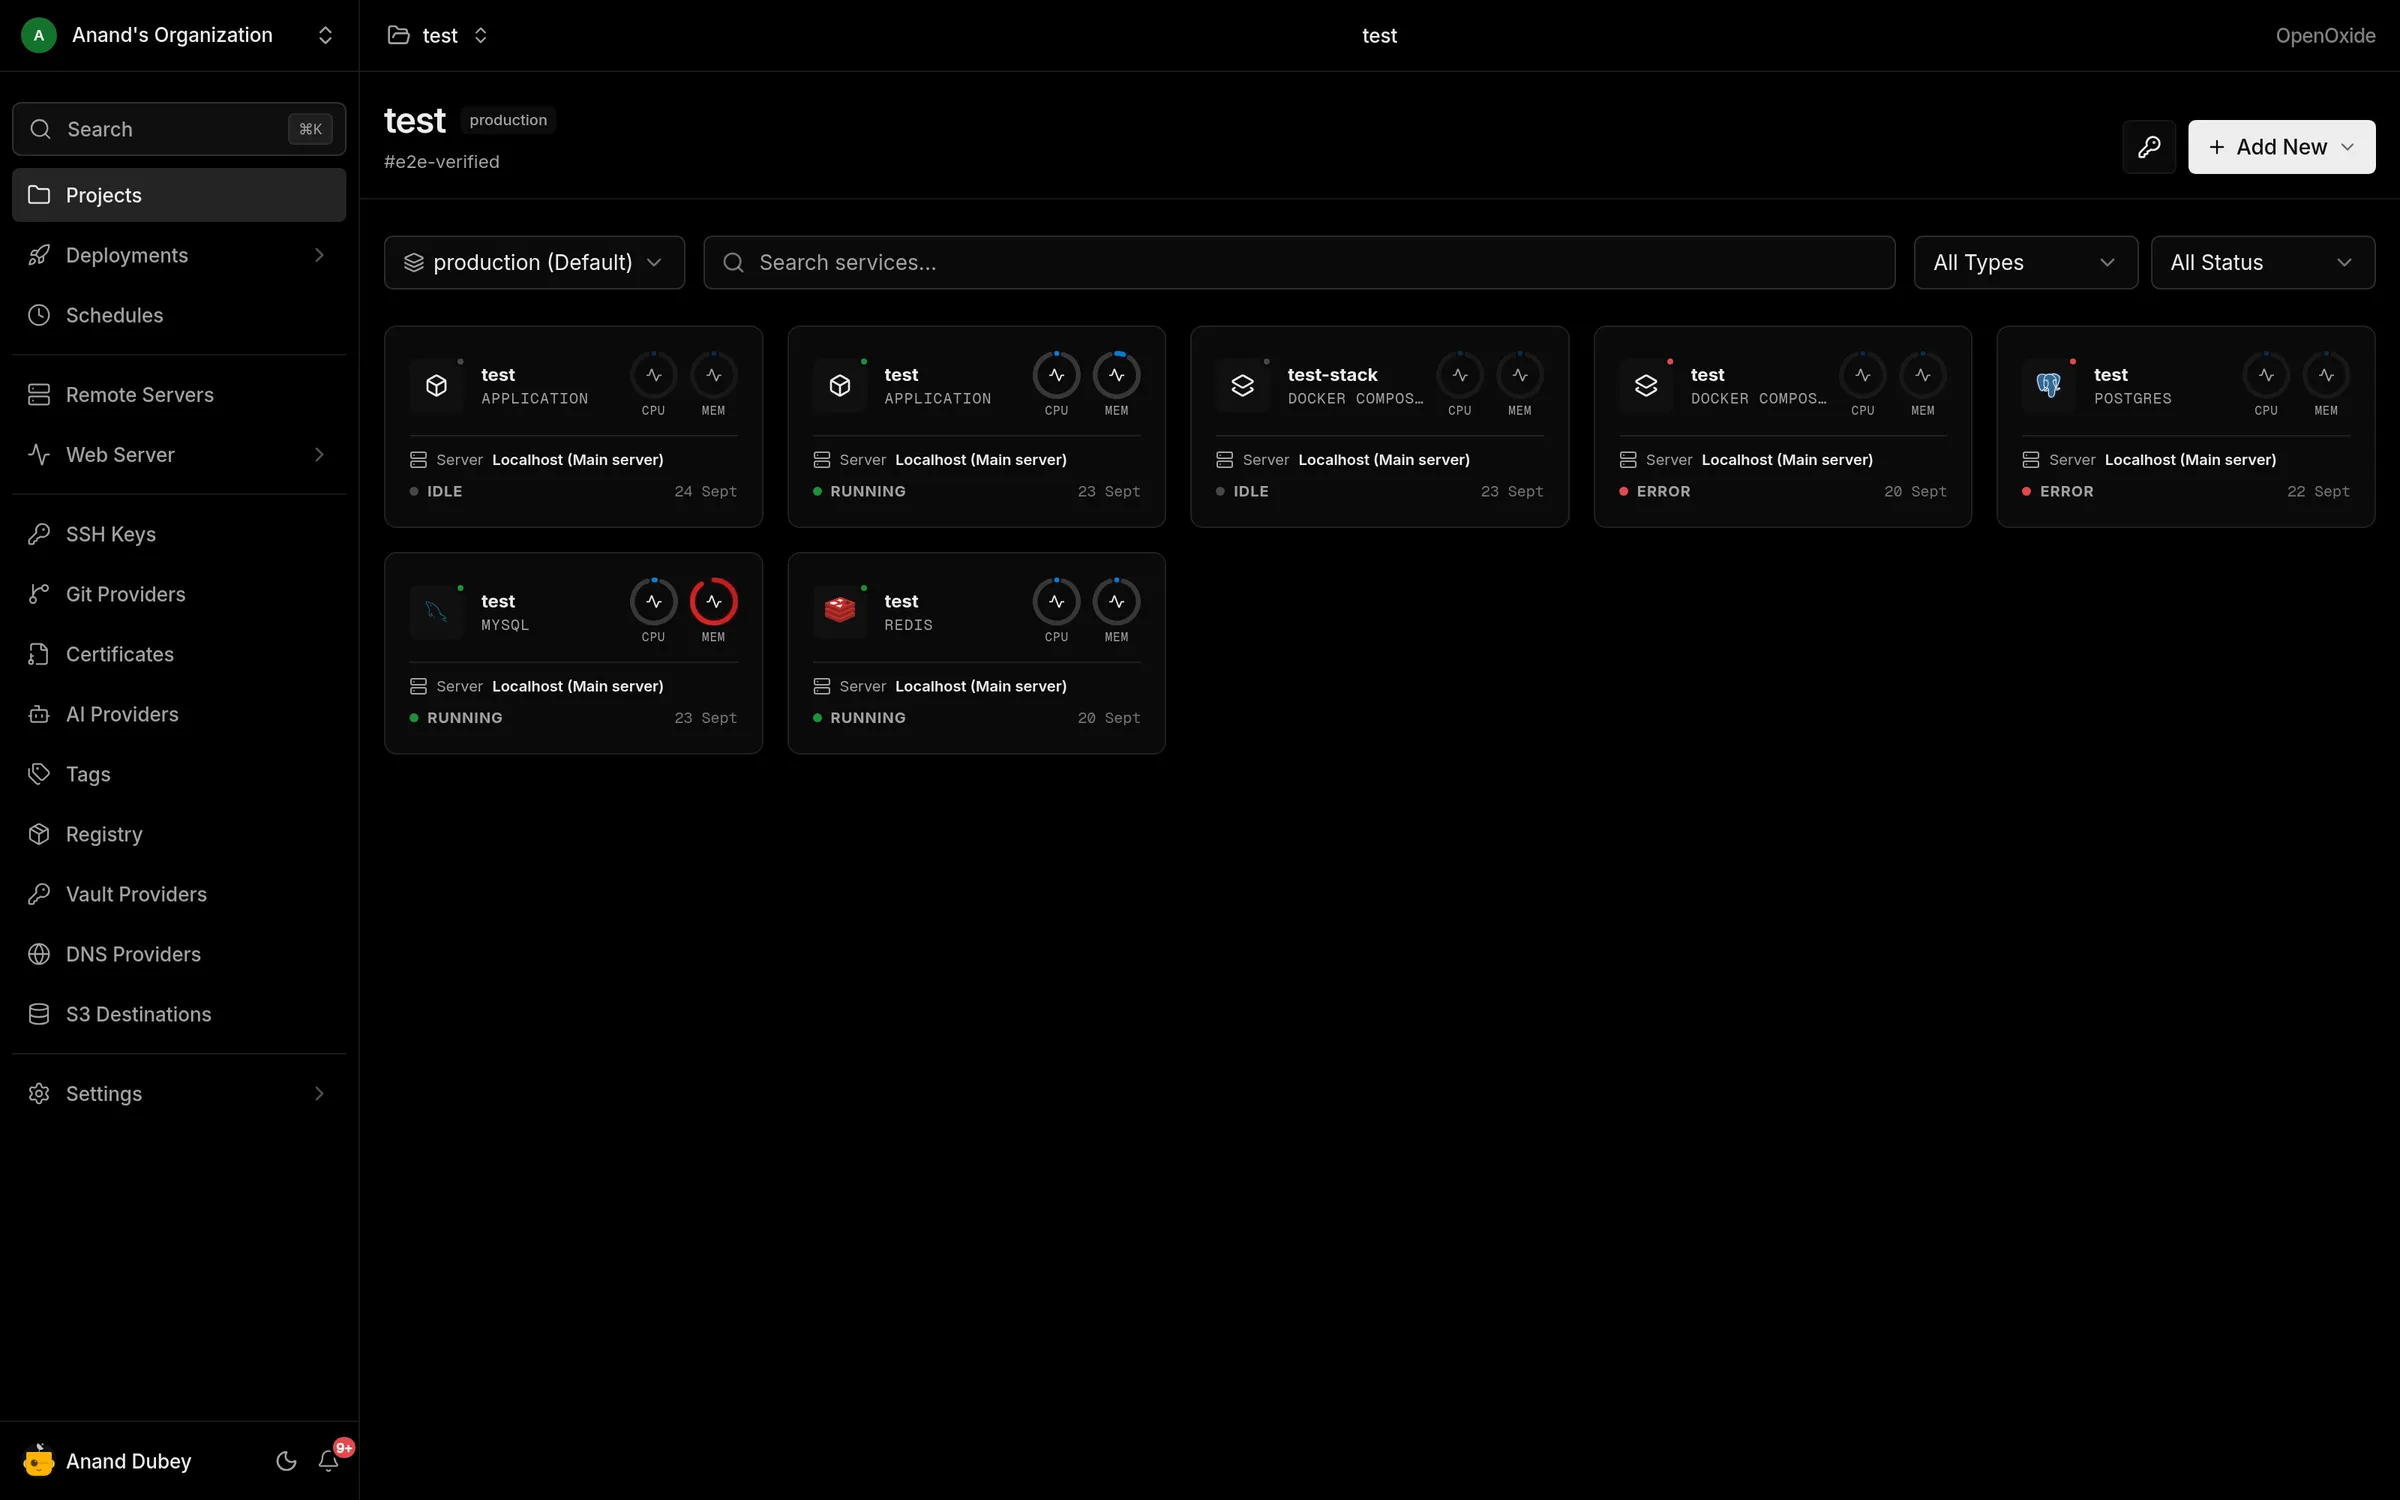 A Anand's Organization
test
test
OpenOxide
Search ⌘K
Projects
Deployments
Schedules
Remote Servers
Web Server
SSH Keys
Git Providers
Certificates
AI Providers
Tags
Registry
Vault Providers
DNS Providers
S3 Destinations
Settings
Anand Dubey
9+
test production
#e2e-verified
+ Add New
production (Default)
Search services...
All Types
All Status
test
APPLICATION
CPU MEM
Server Localhost (Main server)
IDLE 24 Sept
test
APPLICATION
CPU MEM
Server Localhost (Main server)
RUNNING 23 Sept
test-stack
DOCKER COMPOS…
CPU MEM
Server Localhost (Main server)
IDLE 23 Sept
test
DOCKER COMPOS…
CPU MEM
Server Localhost (Main server)
ERROR 20 Sept
test
POSTGRES
CPU MEM
Server Localhost (Main server)
ERROR 22 Sept
test
MYSQL
CPU MEM
Server Localhost (Main server)
RUNNING 23 Sept
test
REDIS
CPU MEM
Server Localhost (Main server)
RUNNING 20 Sept